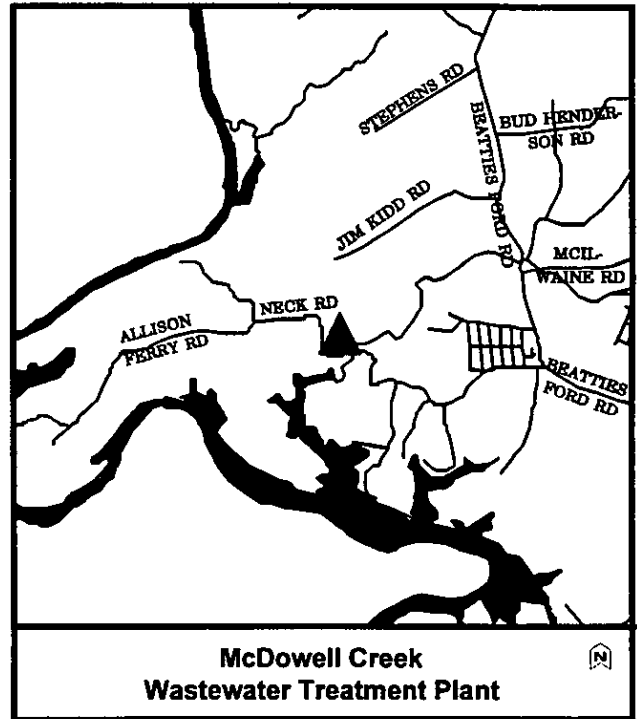 STEPHENS RD
BUD HENDER-
SON RD
BEATTIES FORD RD
JIM KIDD RD
MCIL-
WAINE RD
NECK RD
ALLISON
FERRY RD
BEATTIES
FORD RD
McDowell Creek
Wastewater Treatment Plant
N